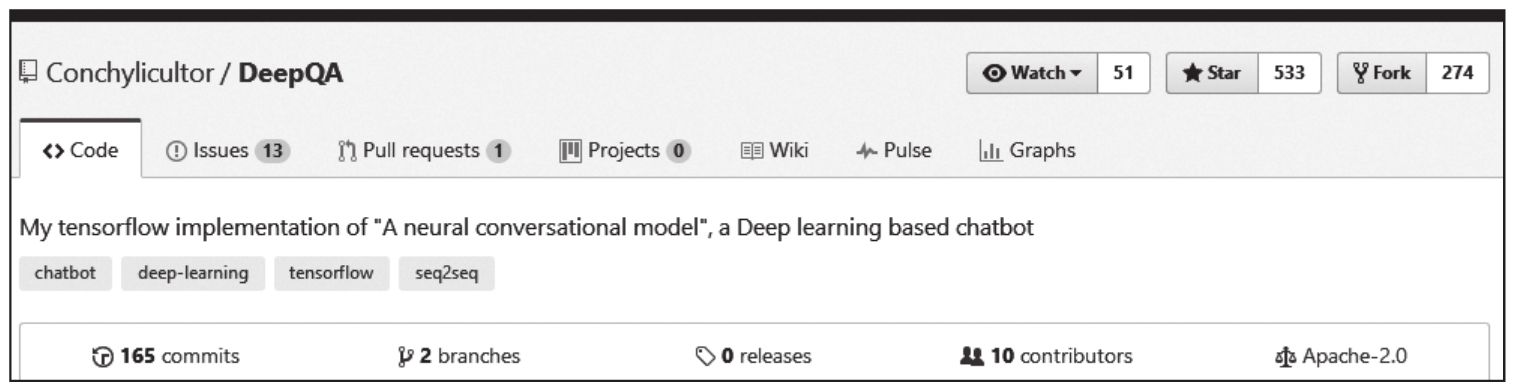 Conchylicultor / DeepQA Watch 51 Star 533 Fork 274
Code Issues 13 Pull requests 1 Projects 0 Wiki Pulse Graphs
My tensorflow implementation of "A neural conversational model", a Deep learning based chatbot
chatbot deep-learning tensorflow seq2seq
165 commits 2 branches 0 releases 10 contributors Apache-2.0